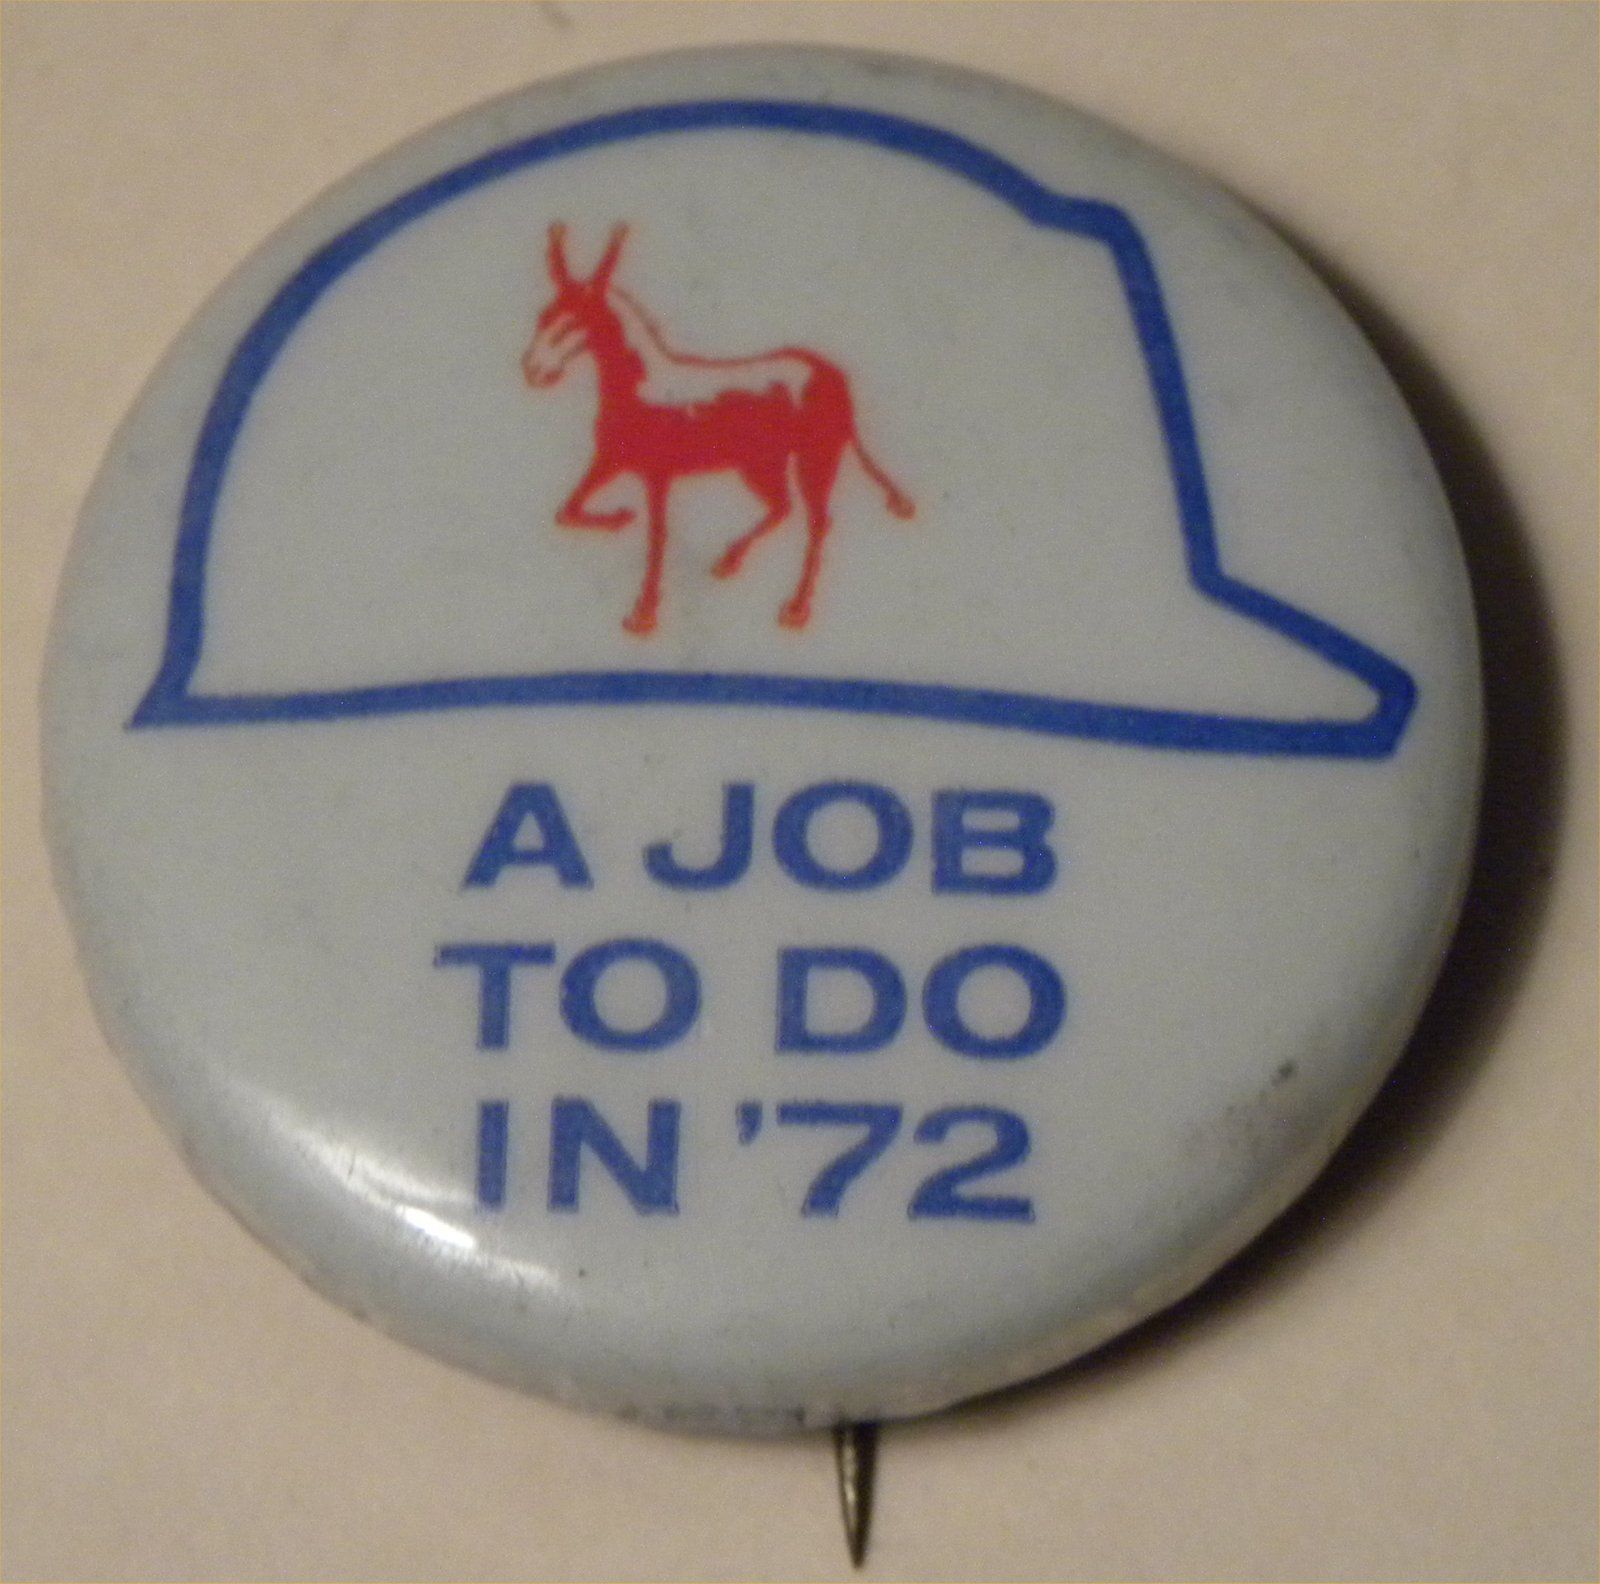 A JOB
TO DO
IN '72